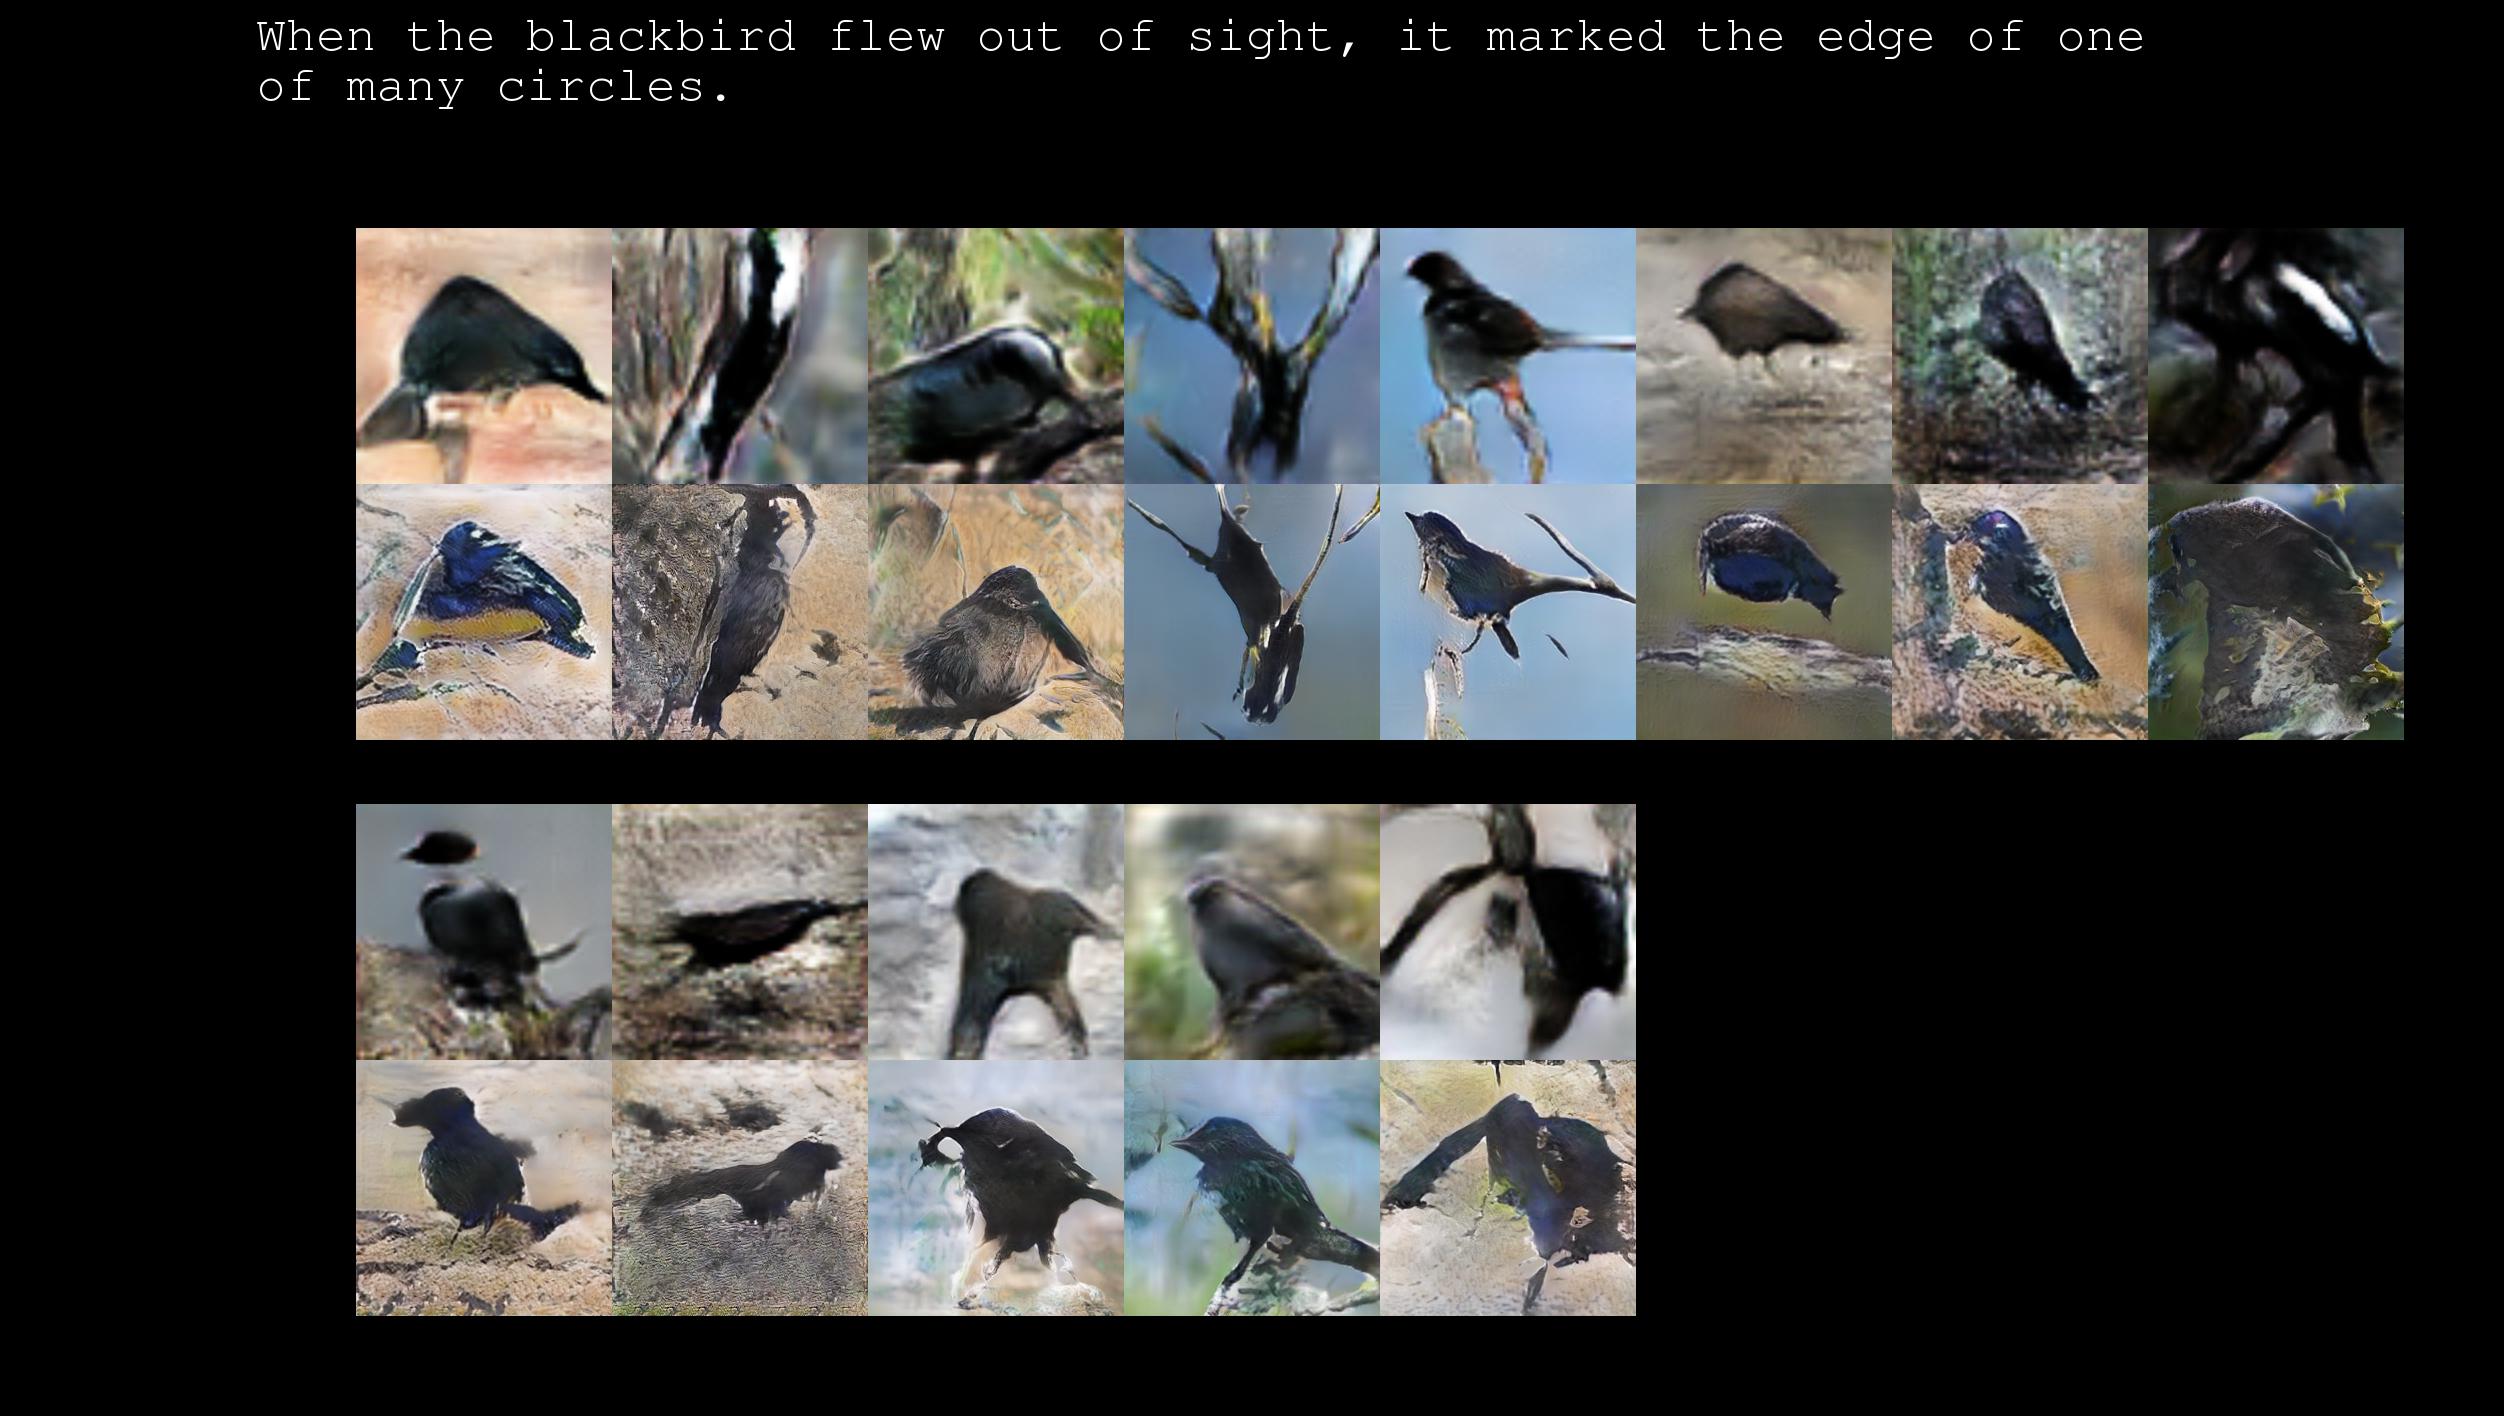 When the blackbird flew out of sight, it marked the edge of one
of many circles.